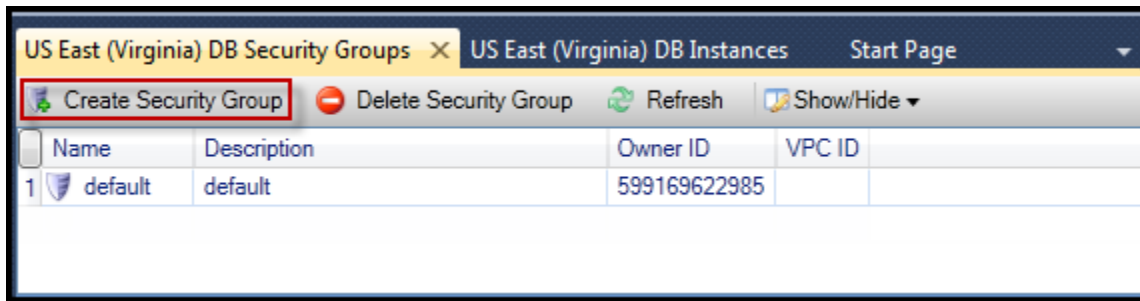 US East (Virginia) DB Security Groups US East (Virginia) DB Instances Start Page
Create Security Group Delete Security Group Refresh Show/Hide
Name Description Owner ID VPC ID
1 default default 599169622985